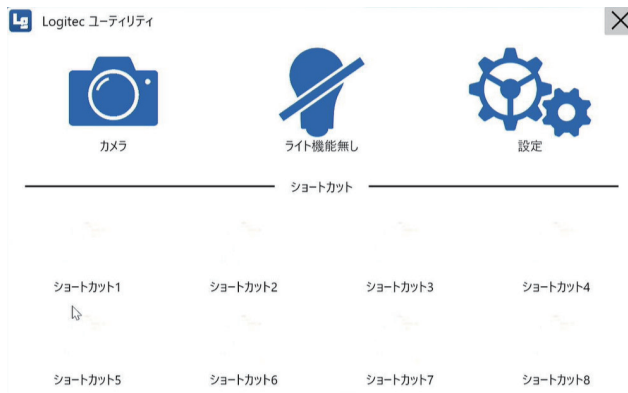 Lg Logitec ユーティリティ
カメラ ライト機能無し 設定
ショートカット
ショートカット1 ショートカット2 ショートカット3 ショートカット4
ショートカット5 ショートカット6 ショートカット7 ショートカット8